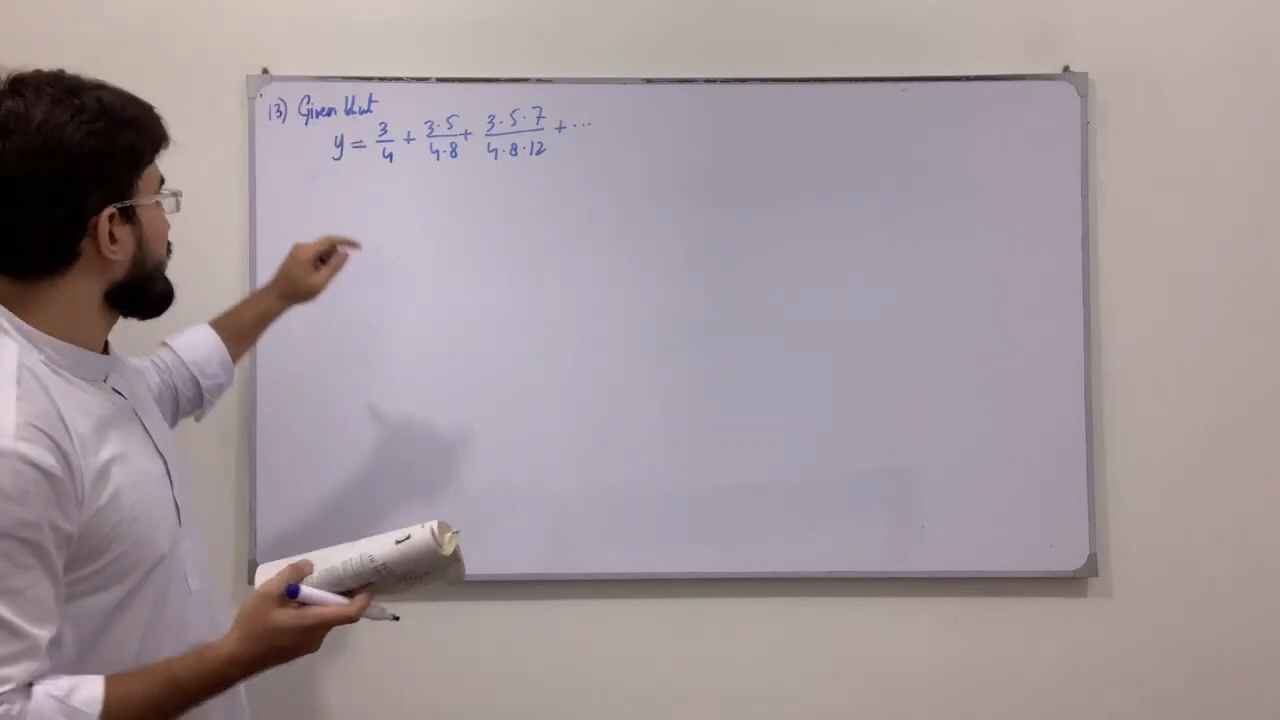 13) Given that
y = 3/4 + 3·5/4·8 + 3·5·7/4·8·12 + ...